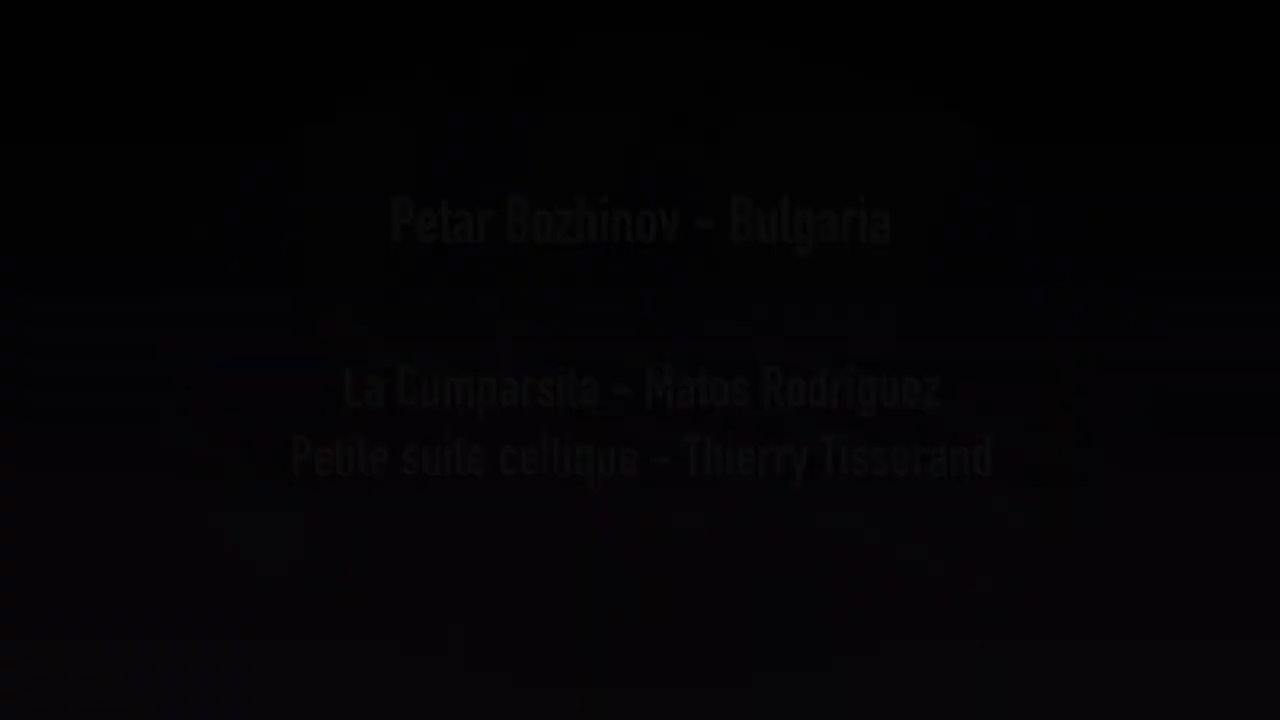 Petar Bozhinov - Bulgaria
La Cumparsita - Matos Rodriguez
Petite suite celtique - Thierry Tisserand